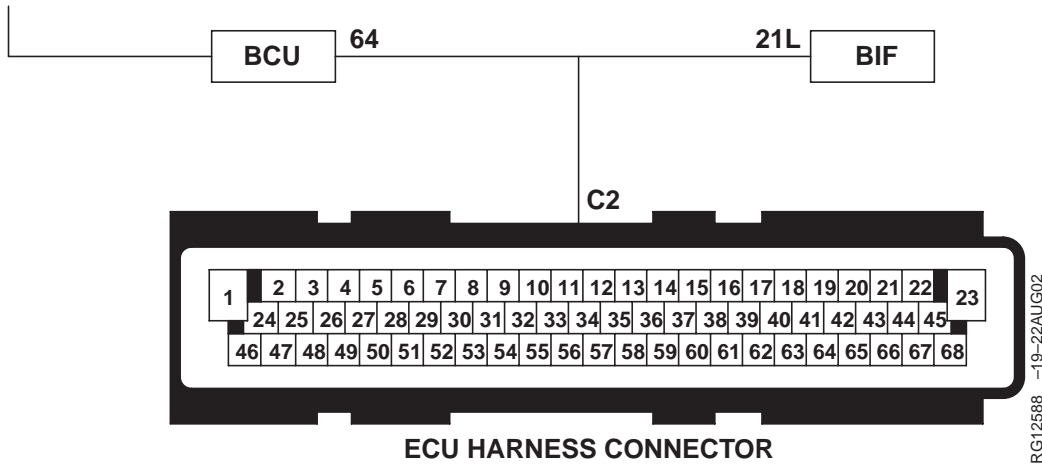 64 21L
BCU BIF
C2
1 2 3 4 5 6 7 8 9 10 11 12 13 14 15 16 17 18 19 20 21 22 23
24 25 26 27 28 29 30 31 32 33 34 35 36 37 38 39 40 41 42 43 44 45
46 47 48 49 50 51 52 53 54 55 56 57 58 59 60 61 62 63 64 65 66 67 68
ECU HARNESS CONNECTOR
RG12588 –19–22AUG02